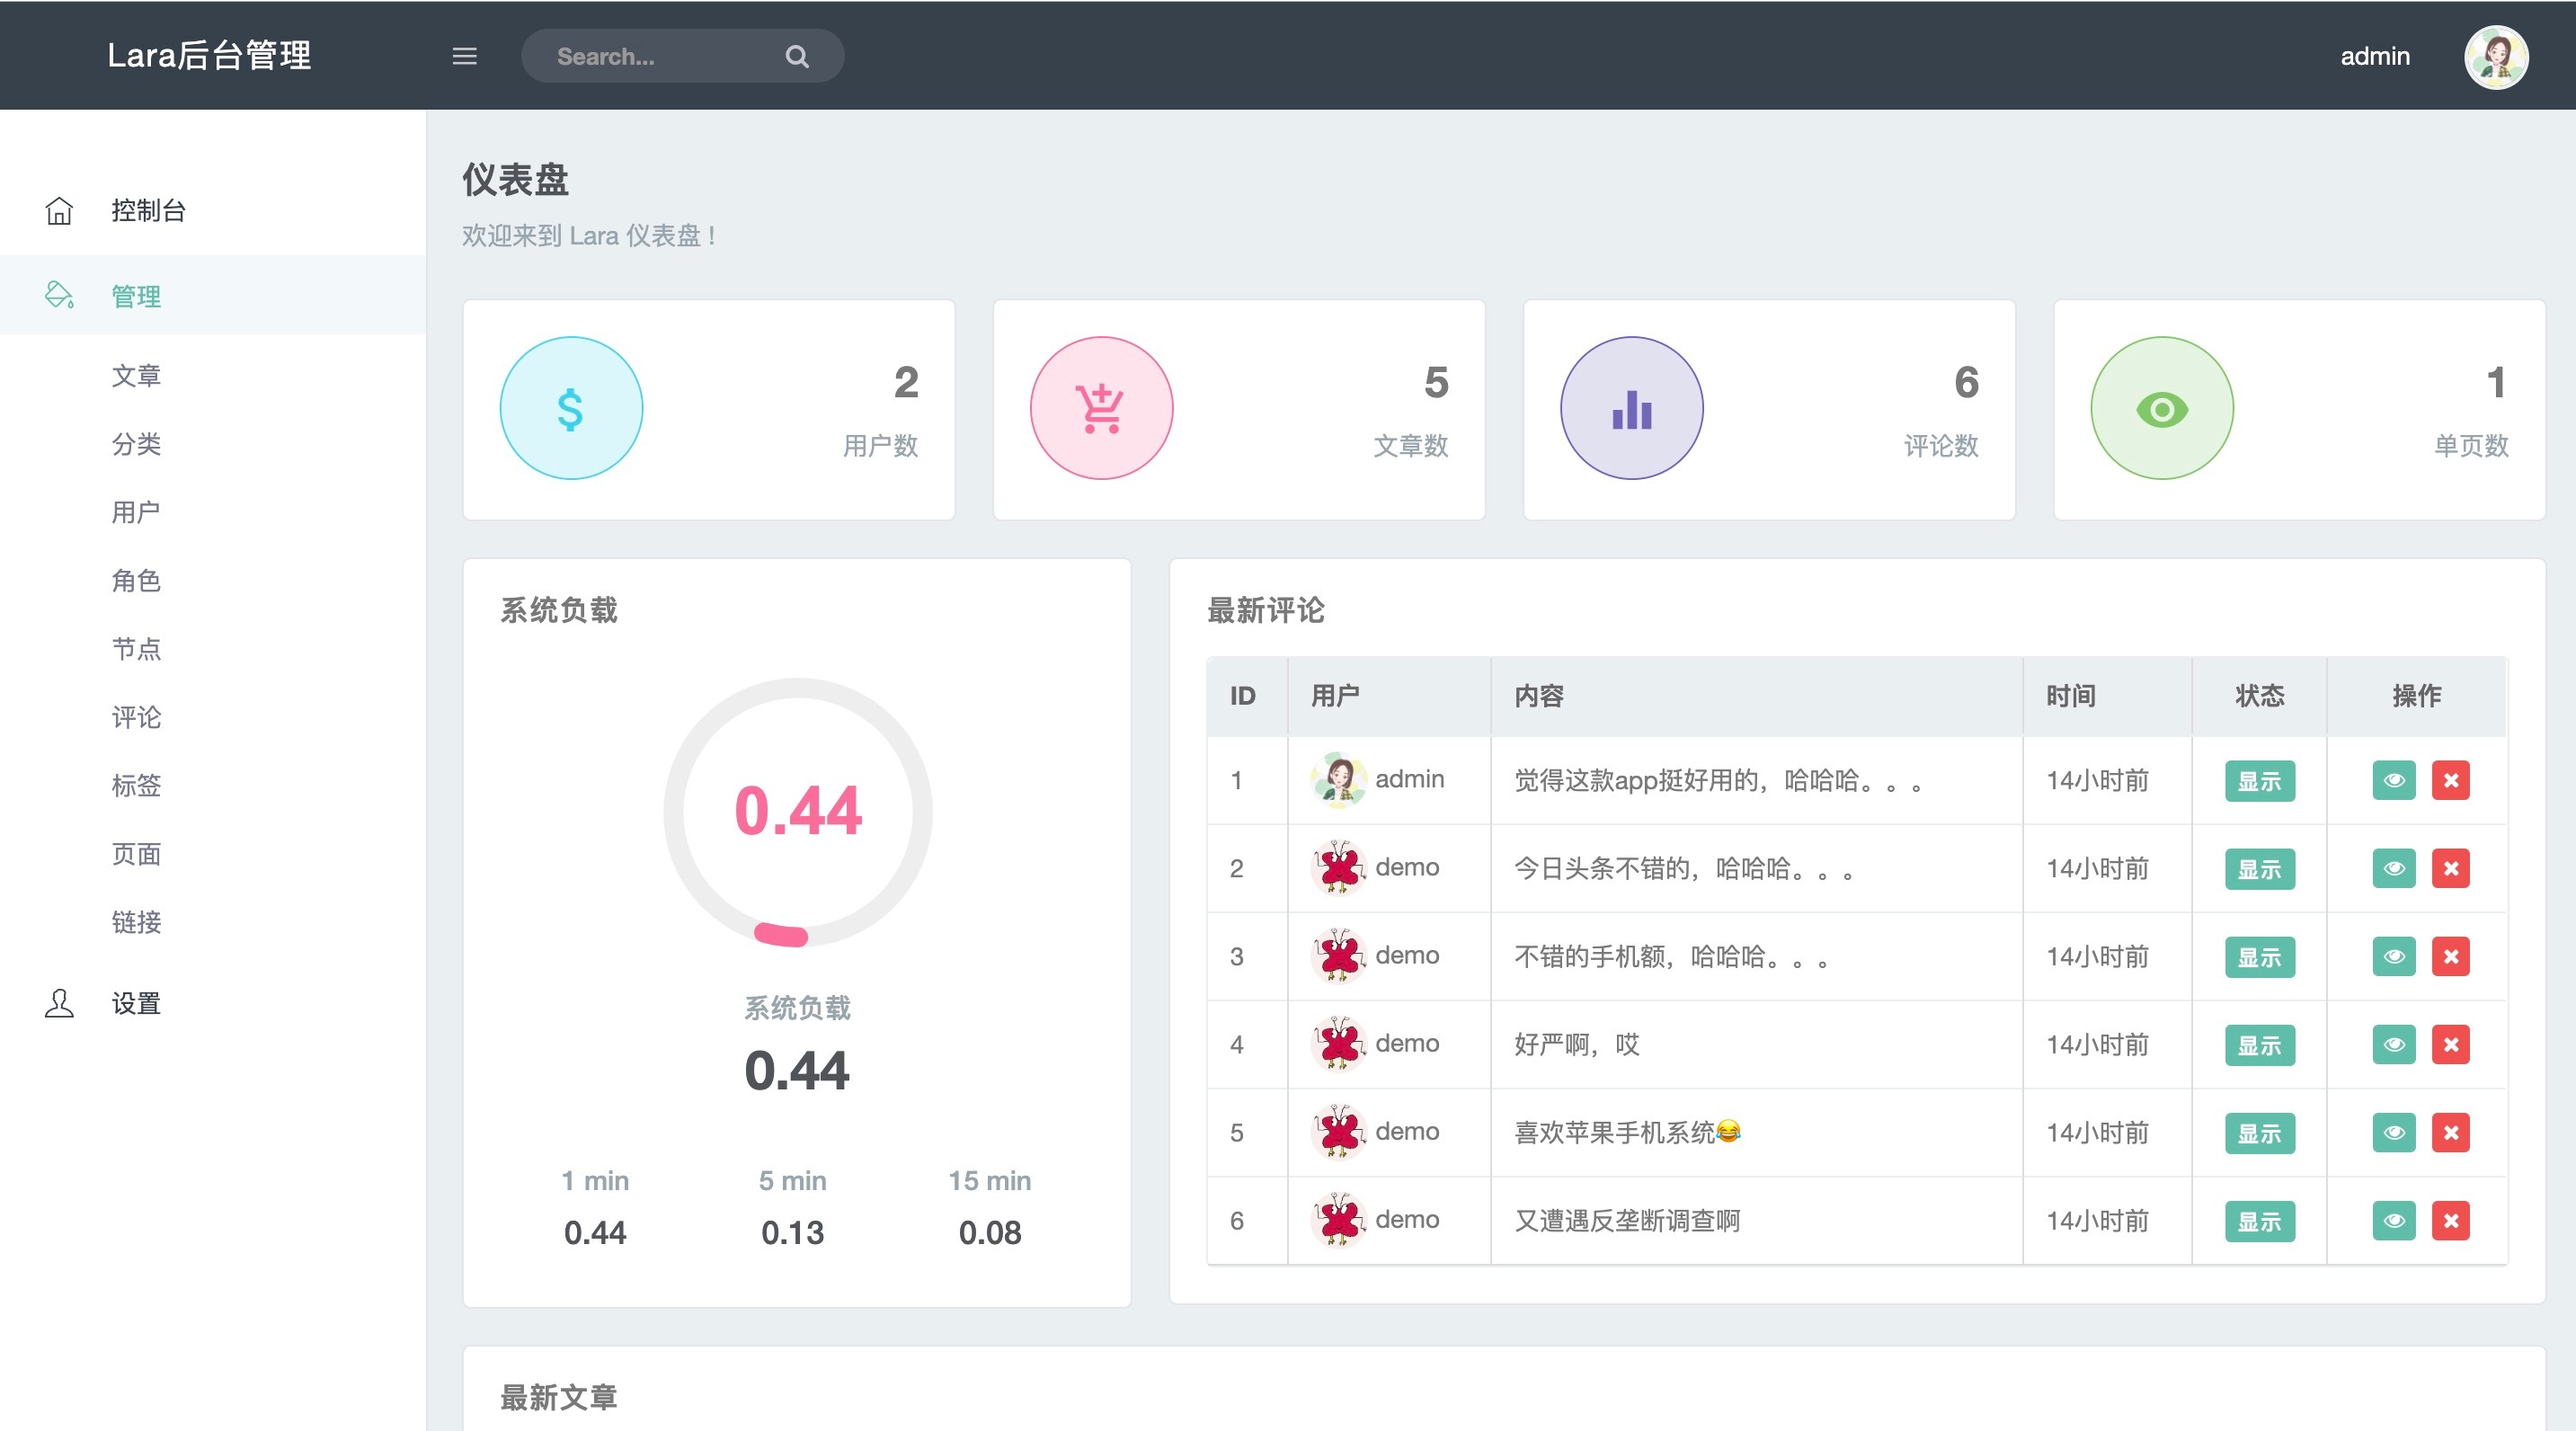 Lara后台管理
Search...
admin
控制台
管理
文章
分类
用户
角色
节点
评论
标签
页面
链接
设置
仪表盘
欢迎来到 Lara 仪表盘！
2
用户数
5
文章数
6
评论数
1
单页数
系统负载
0.44
系统负载
0.44
1 min 5 min 15 min
0.44 0.13 0.08
最新评论
ID 用户 内容 时间 状态 操作
1 admin 觉得这款app挺好用的，哈哈哈。。。 14小时前 显示
2 demo 今日头条不错的，哈哈哈。。。 14小时前 显示
3 demo 不错的手机额，哈哈哈。。。 14小时前 显示
4 demo 好严啊，哎 14小时前 显示
5 demo 喜欢苹果手机系统😂 14小时前 显示
6 demo 又遭遇反垄断调查啊 14小时前 显示
最新文章